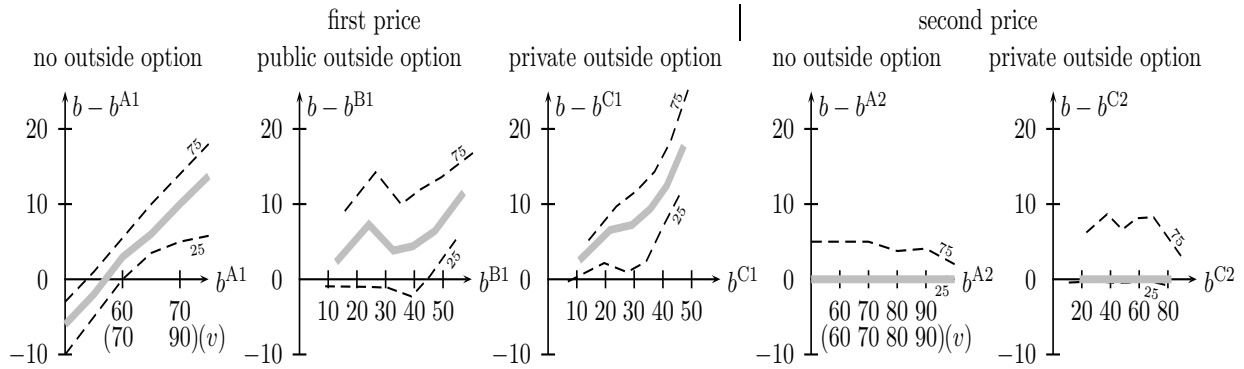 first price
second price
no outside option
public outside option
private outside option
no outside option
private outside option
b − b^A1
20
10
0
−10
75
25
b^A1
60 70
(70 90)(v)
b − b^B1
20
10
0
−10
75
25
b^B1
10 20 30 40 50
b − b^C1
20
10
0
−10
75
25
b^C1
10 20 30 40 50
b − b^A2
20
10
0
−10
75
25
b^A2
60 70 80 90
(60 70 80 90)(v)
b − b^C2
20
10
0
−10
75
25
b^C2
20 40 60 80